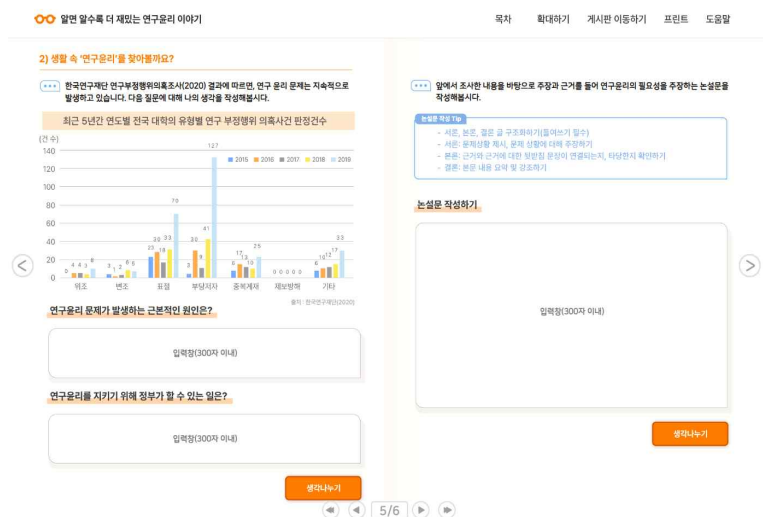 알면 알수록 더 재밌는 연구윤리 이야기
목차 확대하기 게시판 이동하기 프린트 도움말
2) 생활 속 '연구윤리'를 찾아볼까요?
한국연구재단 연구부정행위의혹조사(2020) 결과에 따르면, 연구 윤리 문제는 지속적으로
발생하고 있습니다. 다음 질문에 대해 나의 생각을 작성해봅시다.
최근 5년간 연도별 전국 대학의 유형별 연구 부정행위 의혹사건 판정건수
(건 수)
2015 2016 2017 2018 2019
140
120
100
80
60
40
20
0
0 4 4 3
3 1 2 8 6
23 30 18 33 70
3 30 9 41 127
17 13 10 25
0 0 0 0 0
6 10 12 17 33
위조 변조 표절 부당저자 중복게재 제보방해 기타
출처 : 한국연구재단(2020)
연구윤리 문제가 발생하는 근본적인 원인은?
입력창(300자 이내)
연구윤리를 지키기 위해 정부가 할 수 있는 일은?
입력창(300자 이내)
생각나누기
앞에서 조사한 내용을 바탕으로 주장과 근거를 들어 연구윤리의 필요성을 주장하는 논설문을
작성해봅시다.
논설문 작성 Tip
- 서론, 본론, 결론 글 구조화하기(들여쓰기 필수)
- 서론: 문제상황 제시, 문제 상황에 대해 주장하기
- 본론: 근거와 근거에 대한 뒷받침 문장이 연결되는지, 타당한지 확인하기
- 결론: 본문 내용 요약 및 강조하기
논설문 작성하기
입력창(300자 이내)
생각나누기
5/6